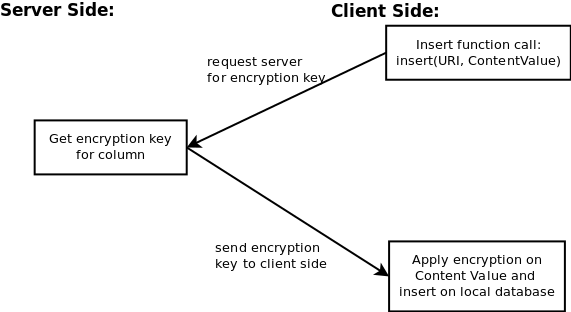 Server Side:
Client Side:
Insert function call:
insert(URI, ContentValue)
request server
for encryption key
Get encryption key
for column
send encryption
key to client side
Apply encryption on
Content Value and
insert on local database